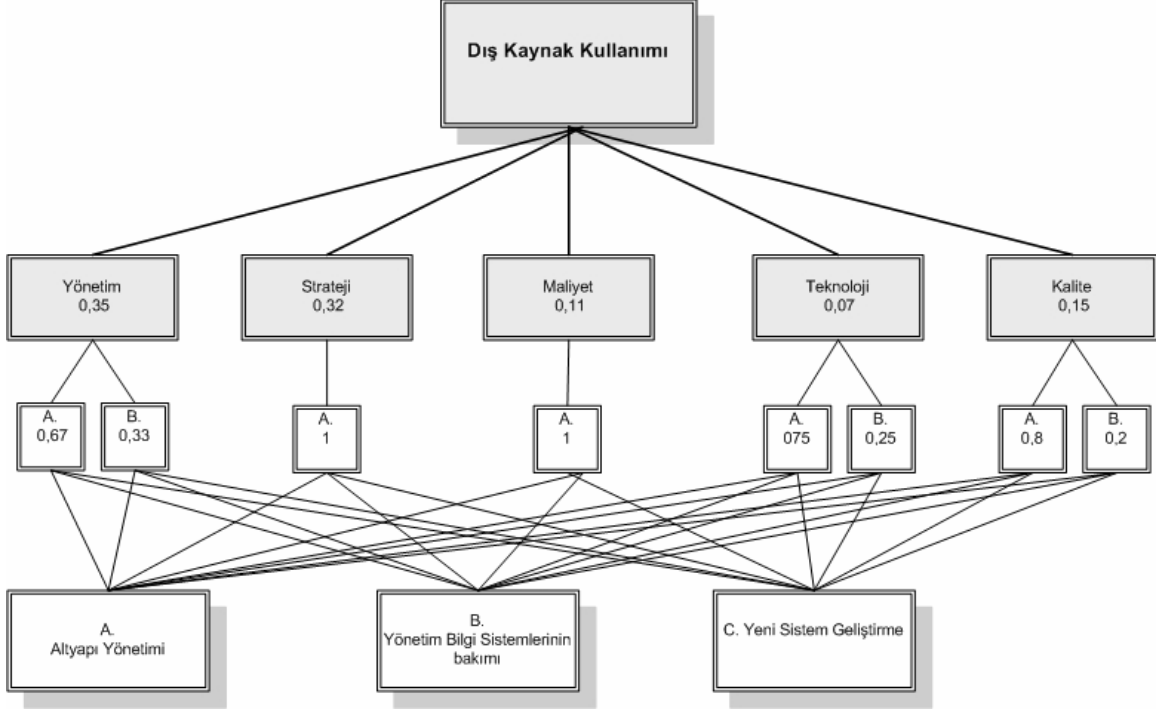 Dış Kaynak Kullanımı
Yönetim
0,35
Strateji
0,32
Maliyet
0,11
Teknoloji
0,07
Kalite
0,15
A.
0,67
B.
0,33
A.
1
A.
1
A.
075
B.
0,25
A.
0,8
B.
0,2
A.
Altyapı Yönetimi
B.
Yönetim Bilgi Sistemlerinin
bakımı
C. Yeni Sistem Geliştirme